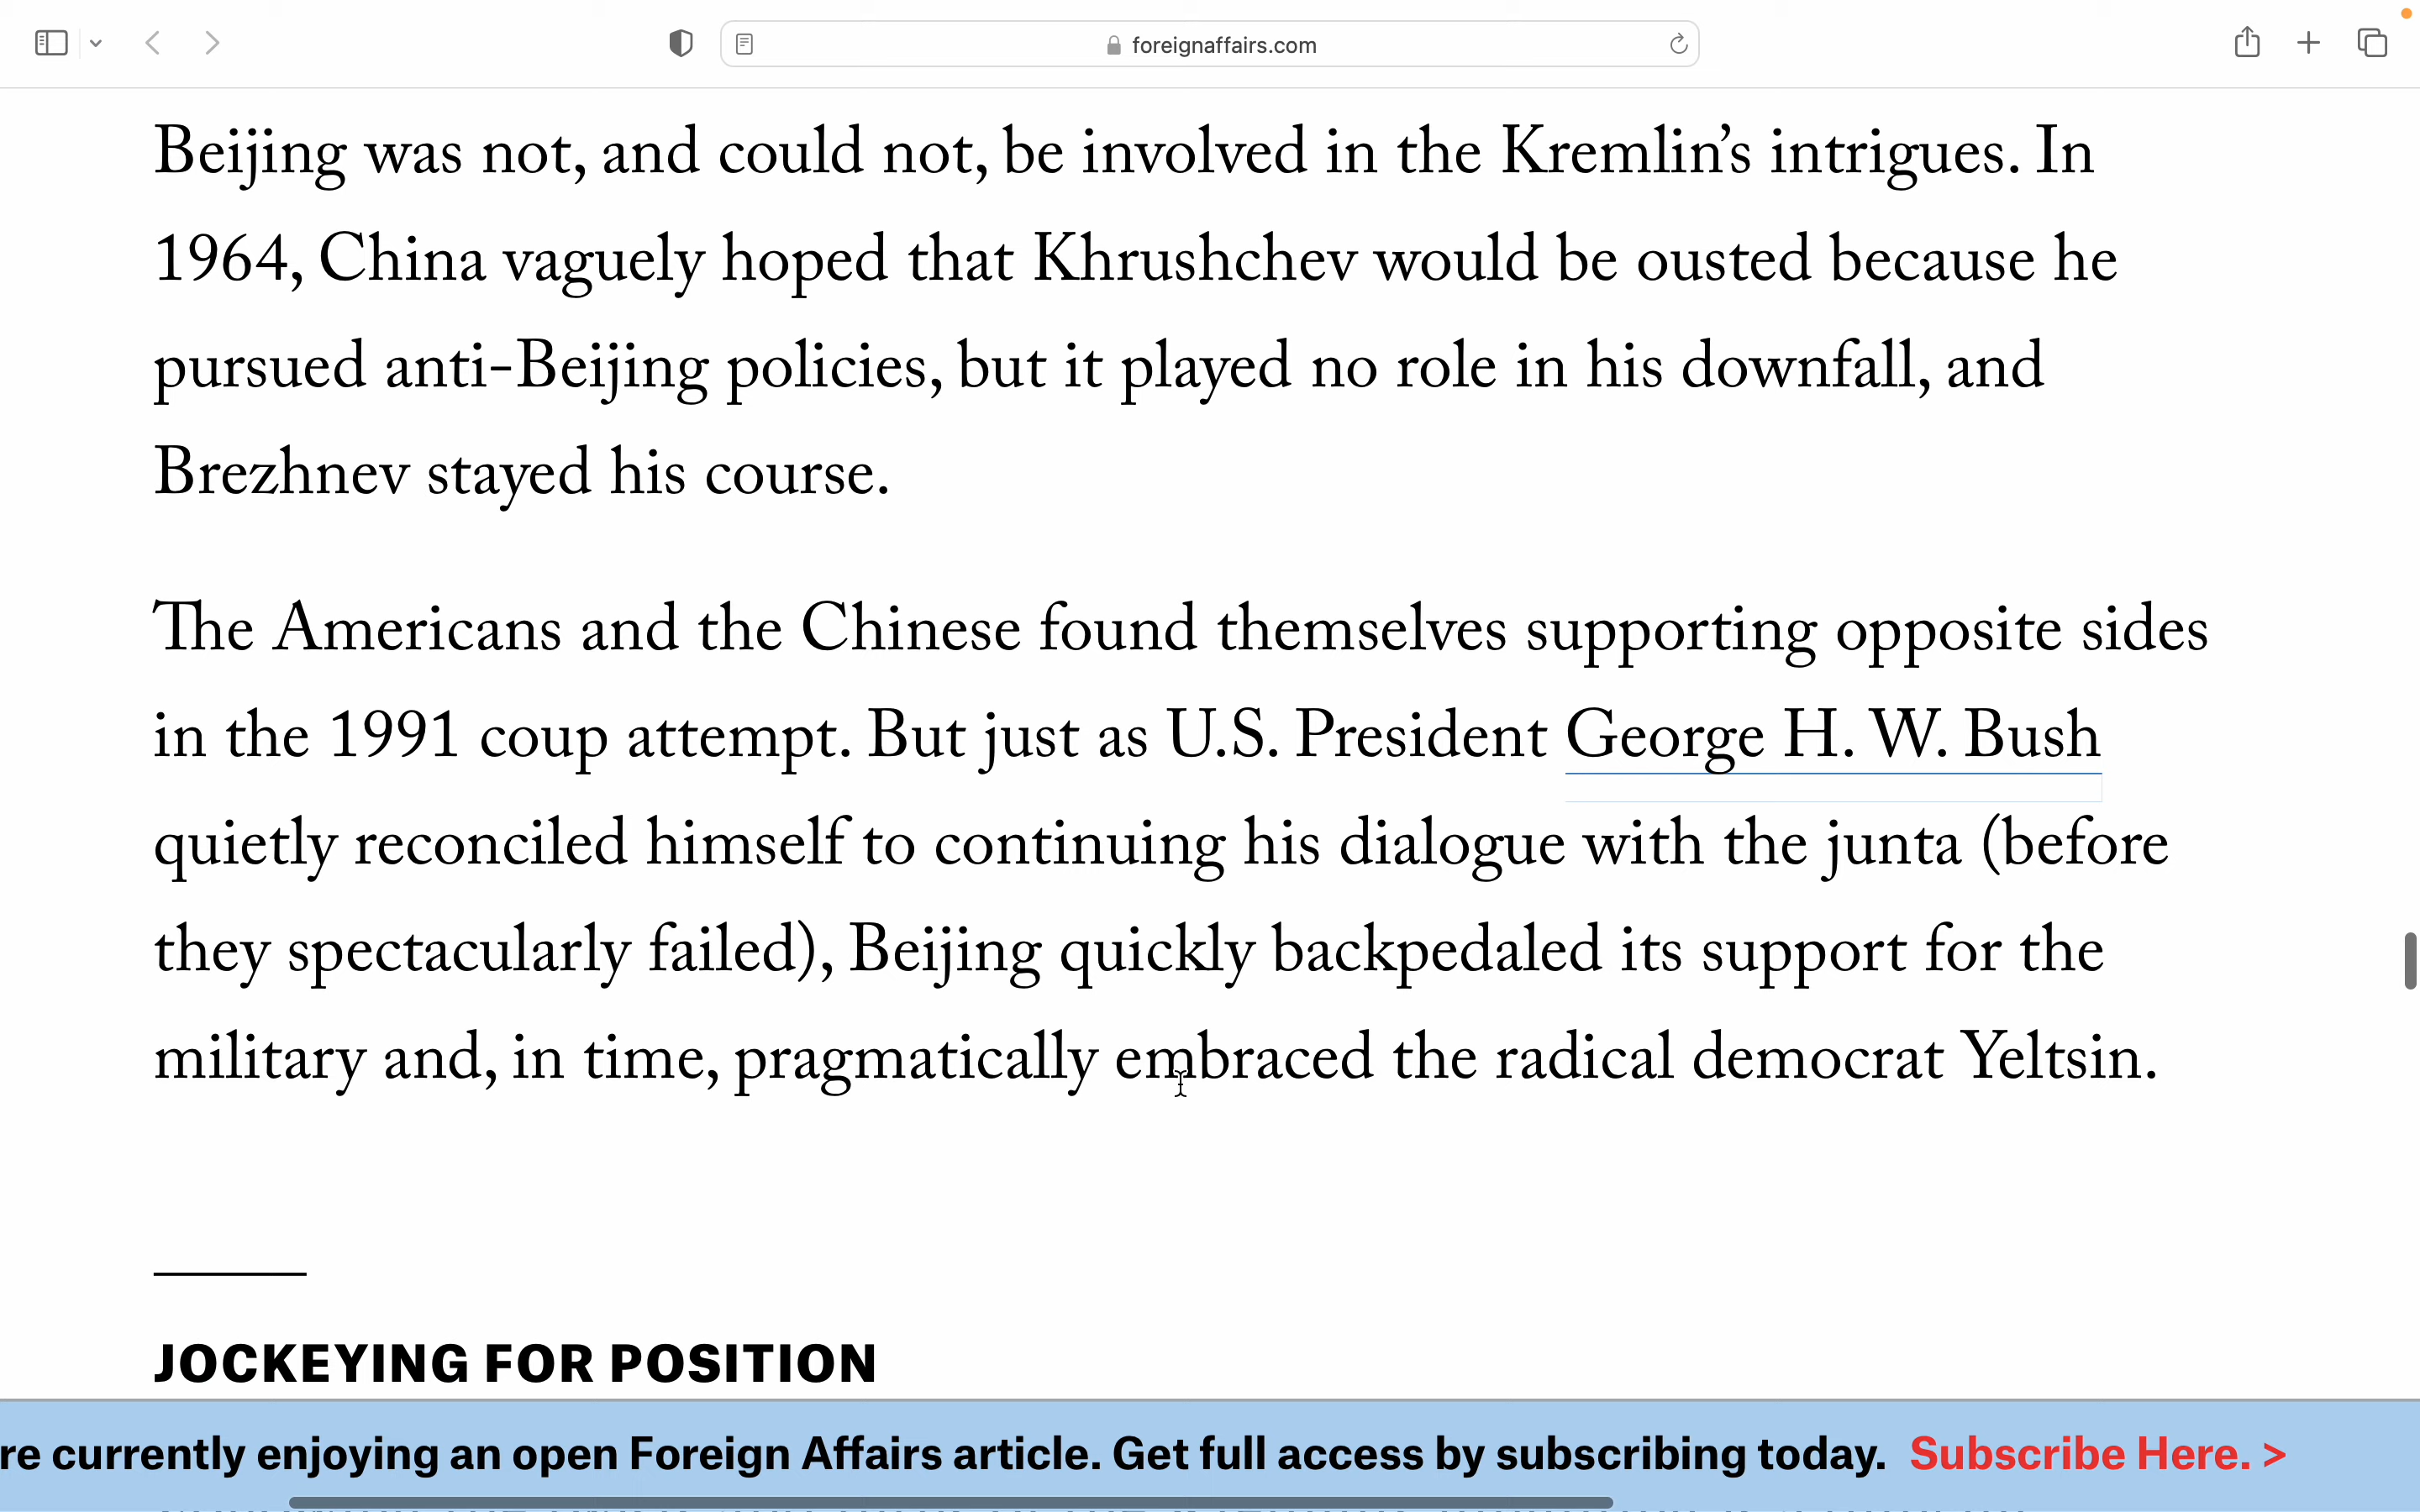 foreignaffairs.com
Beijing was not, and could not, be involved in the Kremlin’s intrigues. In
1964, China vaguely hoped that Khrushchev would be ousted because he
pursued anti-Beijing policies, but it played no role in his downfall, and
Brezhnev stayed his course.
The Americans and the Chinese found themselves supporting opposite sides
in the 1991 coup attempt. But just as U.S. President George H. W. Bush
quietly reconciled himself to continuing his dialogue with the junta (before
they spectacularly failed), Beijing quickly backpedaled its support for the
military and, in time, pragmatically embraced the radical democrat Yeltsin.
JOCKEYING FOR POSITION
re currently enjoying an open Foreign Affairs article. Get full access by subscribing today. Subscribe Here. >